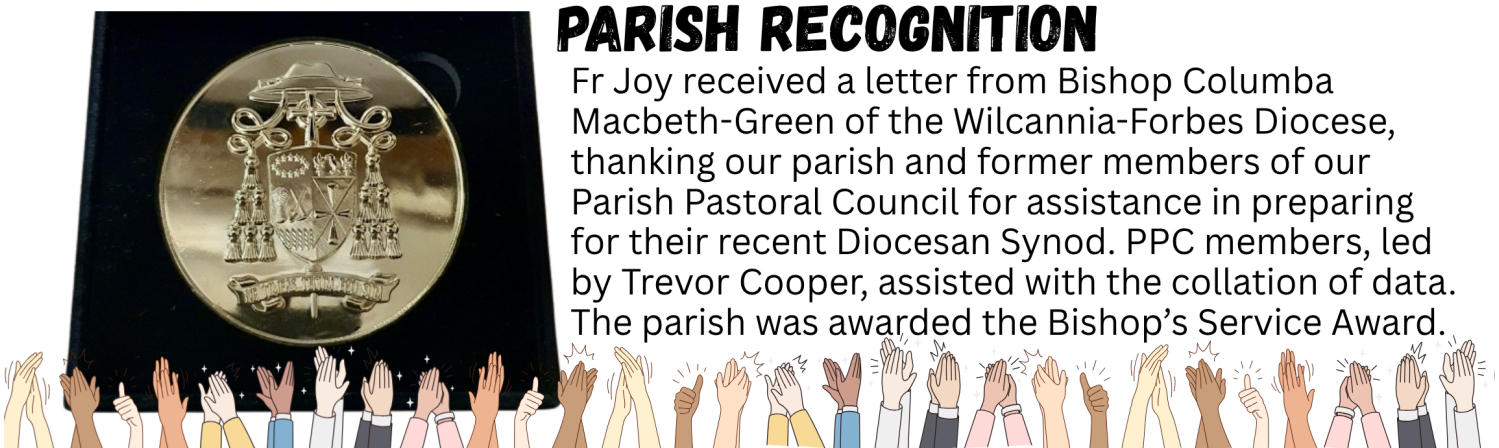 PARISH RECOGNITION
Fr Joy received a letter from Bishop Columba
Macbeth-Green of the Wilcannia-Forbes Diocese,
thanking our parish and former members of our
Parish Pastoral Council for assistance in preparing
for their recent Diocesan Synod. PPC members, led
by Trevor Cooper, assisted with the collation of data.
The parish was awarded the Bishop’s Service Award.